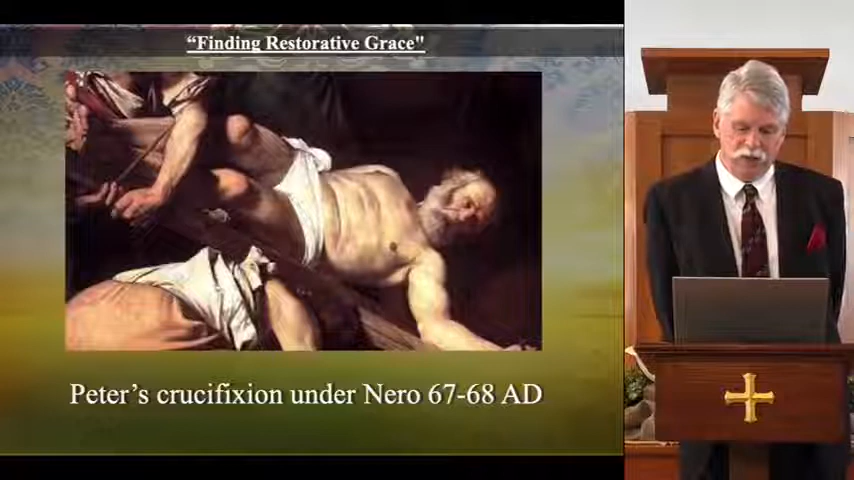 “Finding Restorative Grace"
Peter’s crucifixion under Nero 67-68 AD